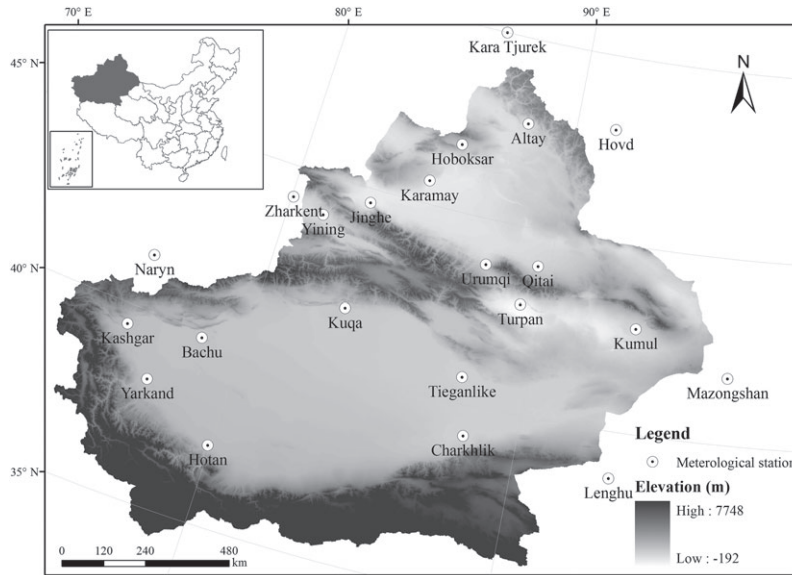 70° E
80° E
90° E
45° N
40° N
35° N
N
Kara Tjurek
Altay
Hovd
Hoboksar
Karamay
Zharkent
Jinghe
Yining
Naryn
Urumqi
Qitai
Turpan
Kuqa
Kashgar
Bachu
Kumul
Yarkand
Tieganlike
Mazongshan
Charkhlik
Hotan
Lenghu
Legend
Meterological station
Elevation (m)
High : 7748
Low : -192
0 120 240 480
km